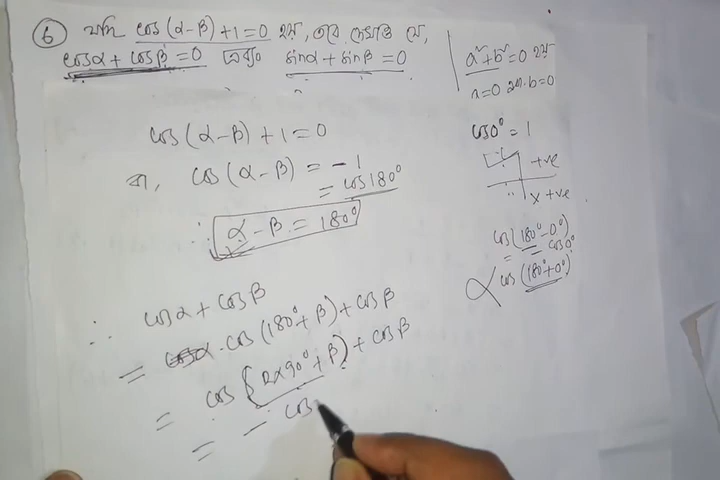 6 যদি cos(α-β)+1=0 হয়, তবে দেখাও যে,
cosα + cosβ = 0 এবং sinα + sinβ = 0
cos(α-β)+1=0
বা, cos(α-β) = -1
= cos180°
∴ α-β = 180°
∴ cosα + cosβ
= cos(180°+β) + cosβ
= cos{2×90°+β) + cosβ
= - cos
a²+b²=0 হয়
a=0 এবং b=0
cos0° = 1
+ve
x +ve
cos(180°-0°)
= = cos0°
α cos(180°+0°)